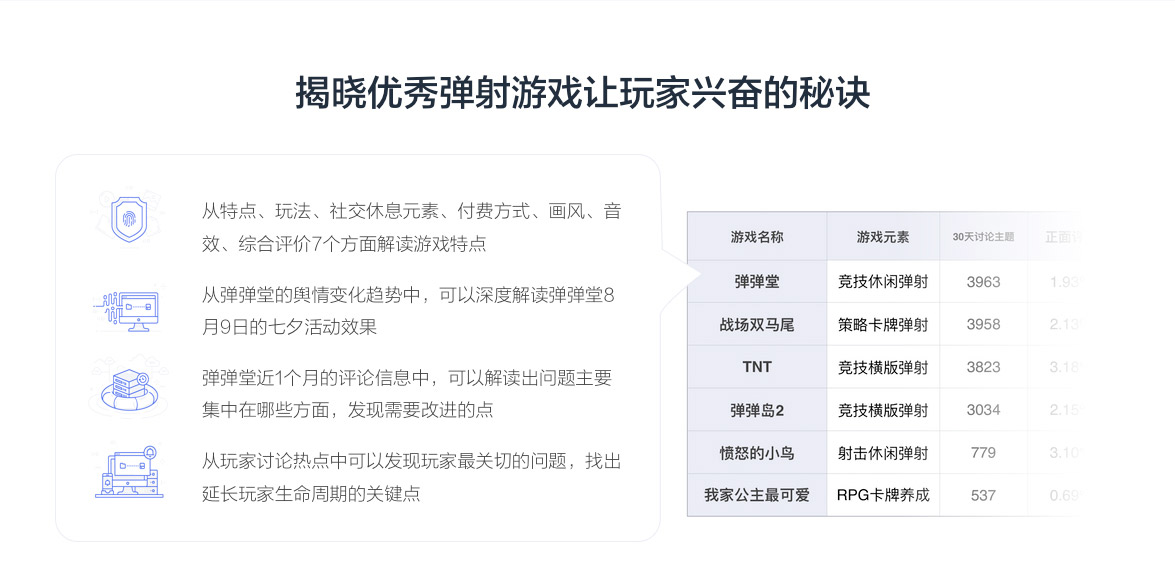 揭晓优秀弹射游戏让玩家兴奋的秘诀
从特点、玩法、社交休息元素、付费方式、画风、音
效、综合评价7个方面解读游戏特点
从弹弹堂的舆情变化趋势中，可以深度解读弹弹堂8
月9日的七夕活动效果
弹弹堂近1个月的评论信息中，可以解读出问题主要
集中在哪些方面，发现需要改进的点
从玩家讨论热点中可以发现玩家最关切的问题，找出
延长玩家生命周期的关键点
游戏名称 游戏元素 30天讨论主题 正面
弹弹堂 竞技休闲弹射 3963 1.93
战场双马尾 策略卡牌弹射 3958 2.13
TNT 竞技横版弹射 3823 3.18
弹弹岛2 竞技横版弹射 3034 2.15
愤怒的小鸟 射击休闲弹射 779 3.10
我家公主最可爱 RPG卡牌养成 537 0.69